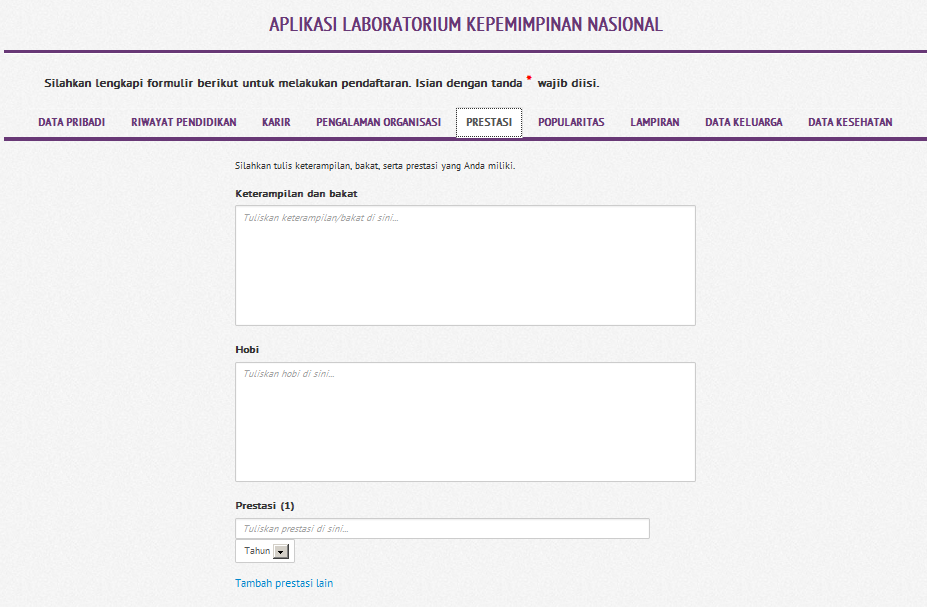 APLIKASI LABORATORIUM KEPEMIMPINAN NASIONAL
Silahkan lengkapi formulir berikut untuk melakukan pendaftaran. Isian dengan tanda * wajib diisi.
DATA PRIBADI RIWAYAT PENDIDIKAN KARIR PENGALAMAN ORGANISASI PRESTASI POPULARITAS LAMPIRAN DATA KELUARGA DATA KESEHATAN
Silahkan tulis keterampilan, bakat, serta prestasi yang Anda miliki.
Keterampilan dan bakat
Tuliskan keterampilan/bakat di sini...
Hobi
Tuliskan hobi di sini...
Prestasi (1)
Tuliskan prestasi di sini...
Tahun
Tambah prestasi lain